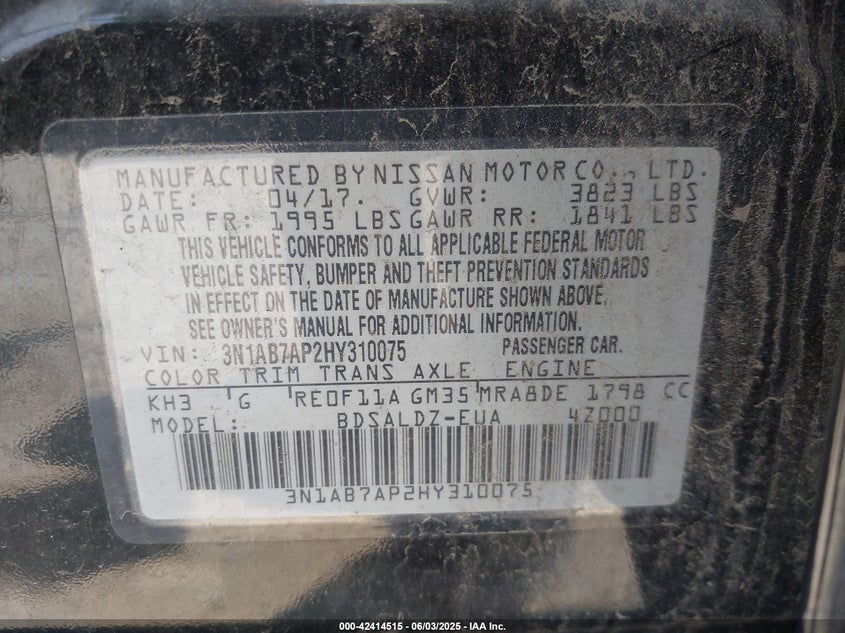 MANUFACTURED BY NISSAN MOTOR CO., LTD.
DATE: 04/17. GVWR: 3823 LBS
GAWR FR: 1995 LBS GAWR RR: 1841 LBS
THIS VEHICLE CONFORMS TO ALL APPLICABLE FEDERAL MOTOR
VEHICLE SAFETY, BUMPER AND THEFT PREVENTION STANDARDS
IN EFFECT ON THE DATE OF MANUFACTURE SHOWN ABOVE.
SEE OWNER'S MANUAL FOR ADDITIONAL INFORMATION.
VIN: 3N1AB7AP2HY310075 PASSENGER CAR.
COLOR TRIM TRANS AXLE ENGINE
KH3 G RE0F11A GM35 MRA8DE 1798 CC
MODEL: BDSALDZ-EUA 4Z000
3N1AB7AP2HY310075
000-42414515 | 06/03/2025 - IAA Inc.